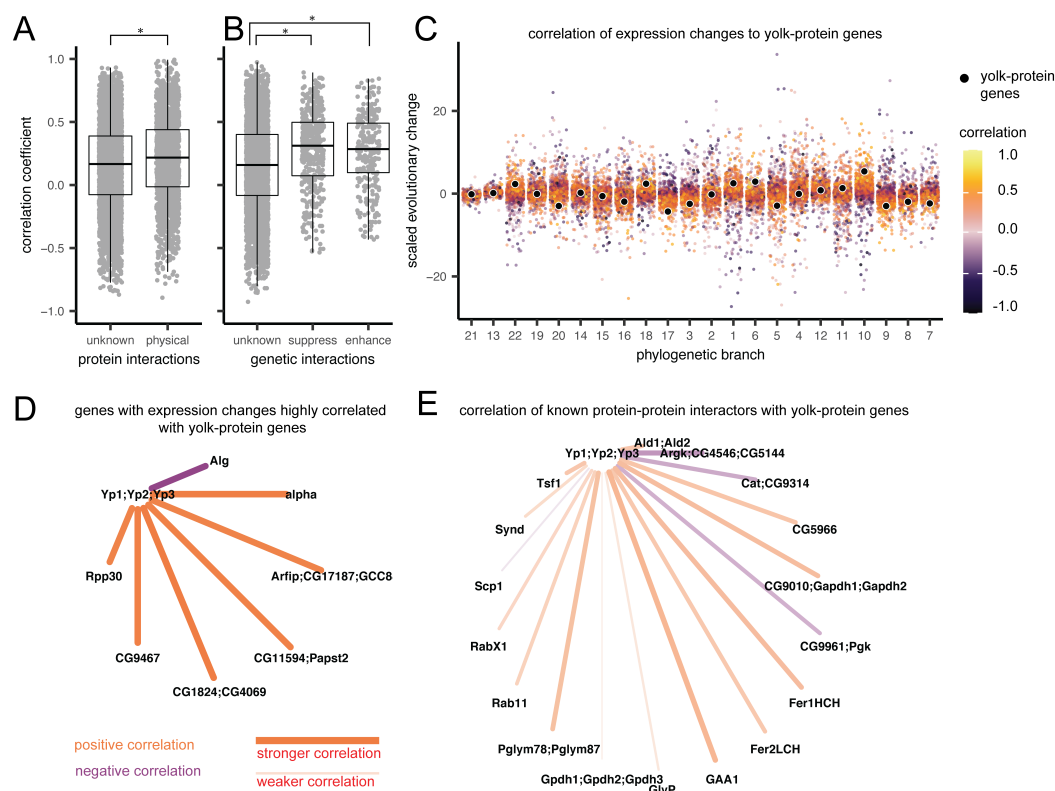 A
B
C
*
*
*
correlation of expression changes to yolk-protein genes
correlation coefficient
1.0
0.5
0.0
−0.5
−1.0
unknown physical
protein interactions
unknown suppress enhance
genetic interactions
scaled evolutionary change
20
0
−20
21 13 22 19 20 14 15 16 18 17 3 2 1 6 5 4 12 11 10 9 8 7
phylogenetic branch
yolk-protein
genes
correlation
1.0
0.5
0.0
-0.5
-1.0
D
genes with expression changes highly correlated
with yolk-protein genes
Alg
Yp1;Yp2;Yp3
alpha
Rpp30
Arfip;CG17187;GCC8
CG9467
CG11594;Papst2
CG1824;CG4069
positive correlation
negative correlation
stronger correlation
weaker correlation
E
correlation of known protein-protein interactors with yolk-protein genes
Ald1;Ald2
Yp1;Yp2;Yp3
Argk;CG4546;CG5144
Tsf1
Cat;CG9314
Synd
CG5966
Scp1
CG9010;Gapdh1;Gapdh2
RabX1
CG9961;Pgk
Rab11
Fer1HCH
Pglym78;Pglym87
Fer2LCH
Gpdh1;Gpdh2;Gpdh3
GAA1
GlyP